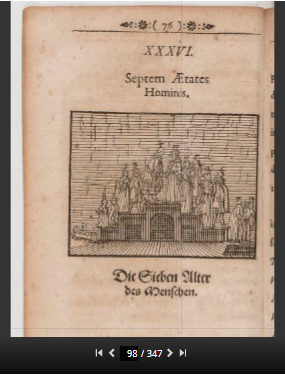 ( 76 )
XXXVI.
Septem Ætates
Hominis.
Die Sieben Alter
des Menschen.
98 / 347